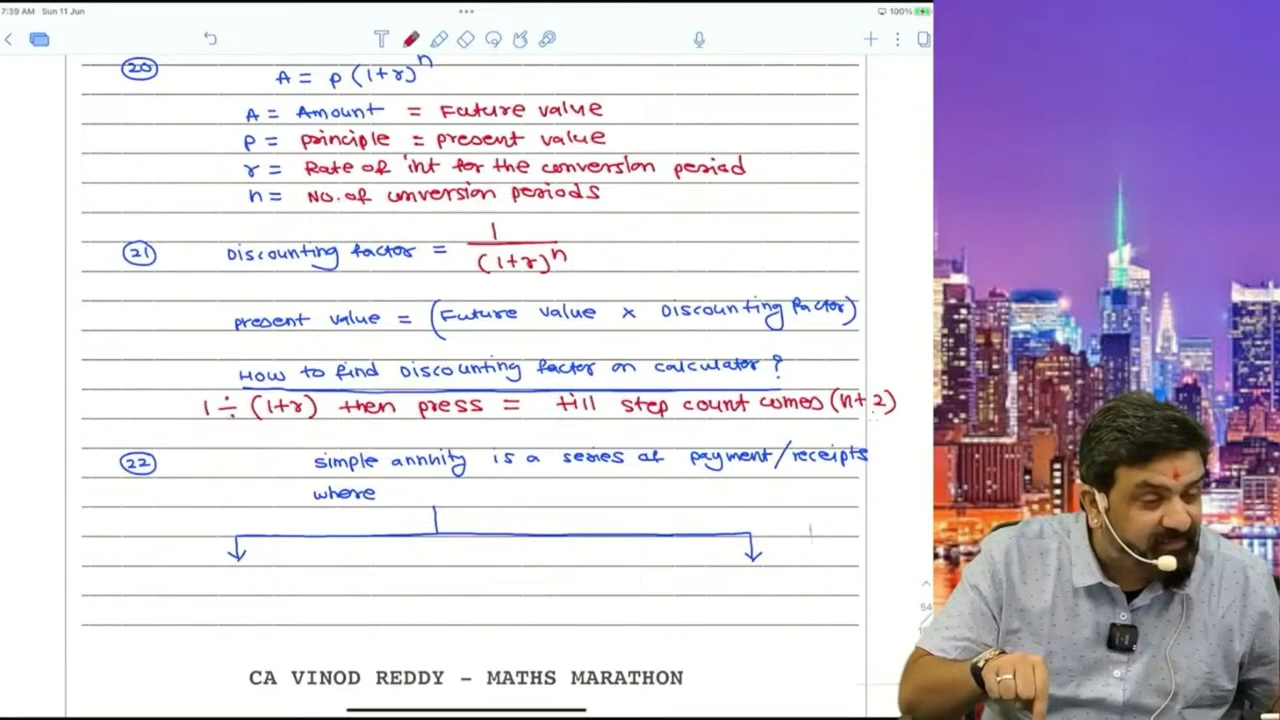 7:39 AM Sun 11 Jun
100%
20 A = p (1+r)^n
A = Amount = Future value
p = principle = present value
r = Rate of int for the conversion period
n = No. of conversion periods
21 Discounting factor = 1/(1+r)^n
present value = (Future value x Discounting factor)
How to find Discounting factor on calculator?
1 ÷ (1+r) then press = till step count comes (n+2)
22 simple annuity is a series of payment/receipts
where
54
CA VINOD REDDY - MATHS MARATHON